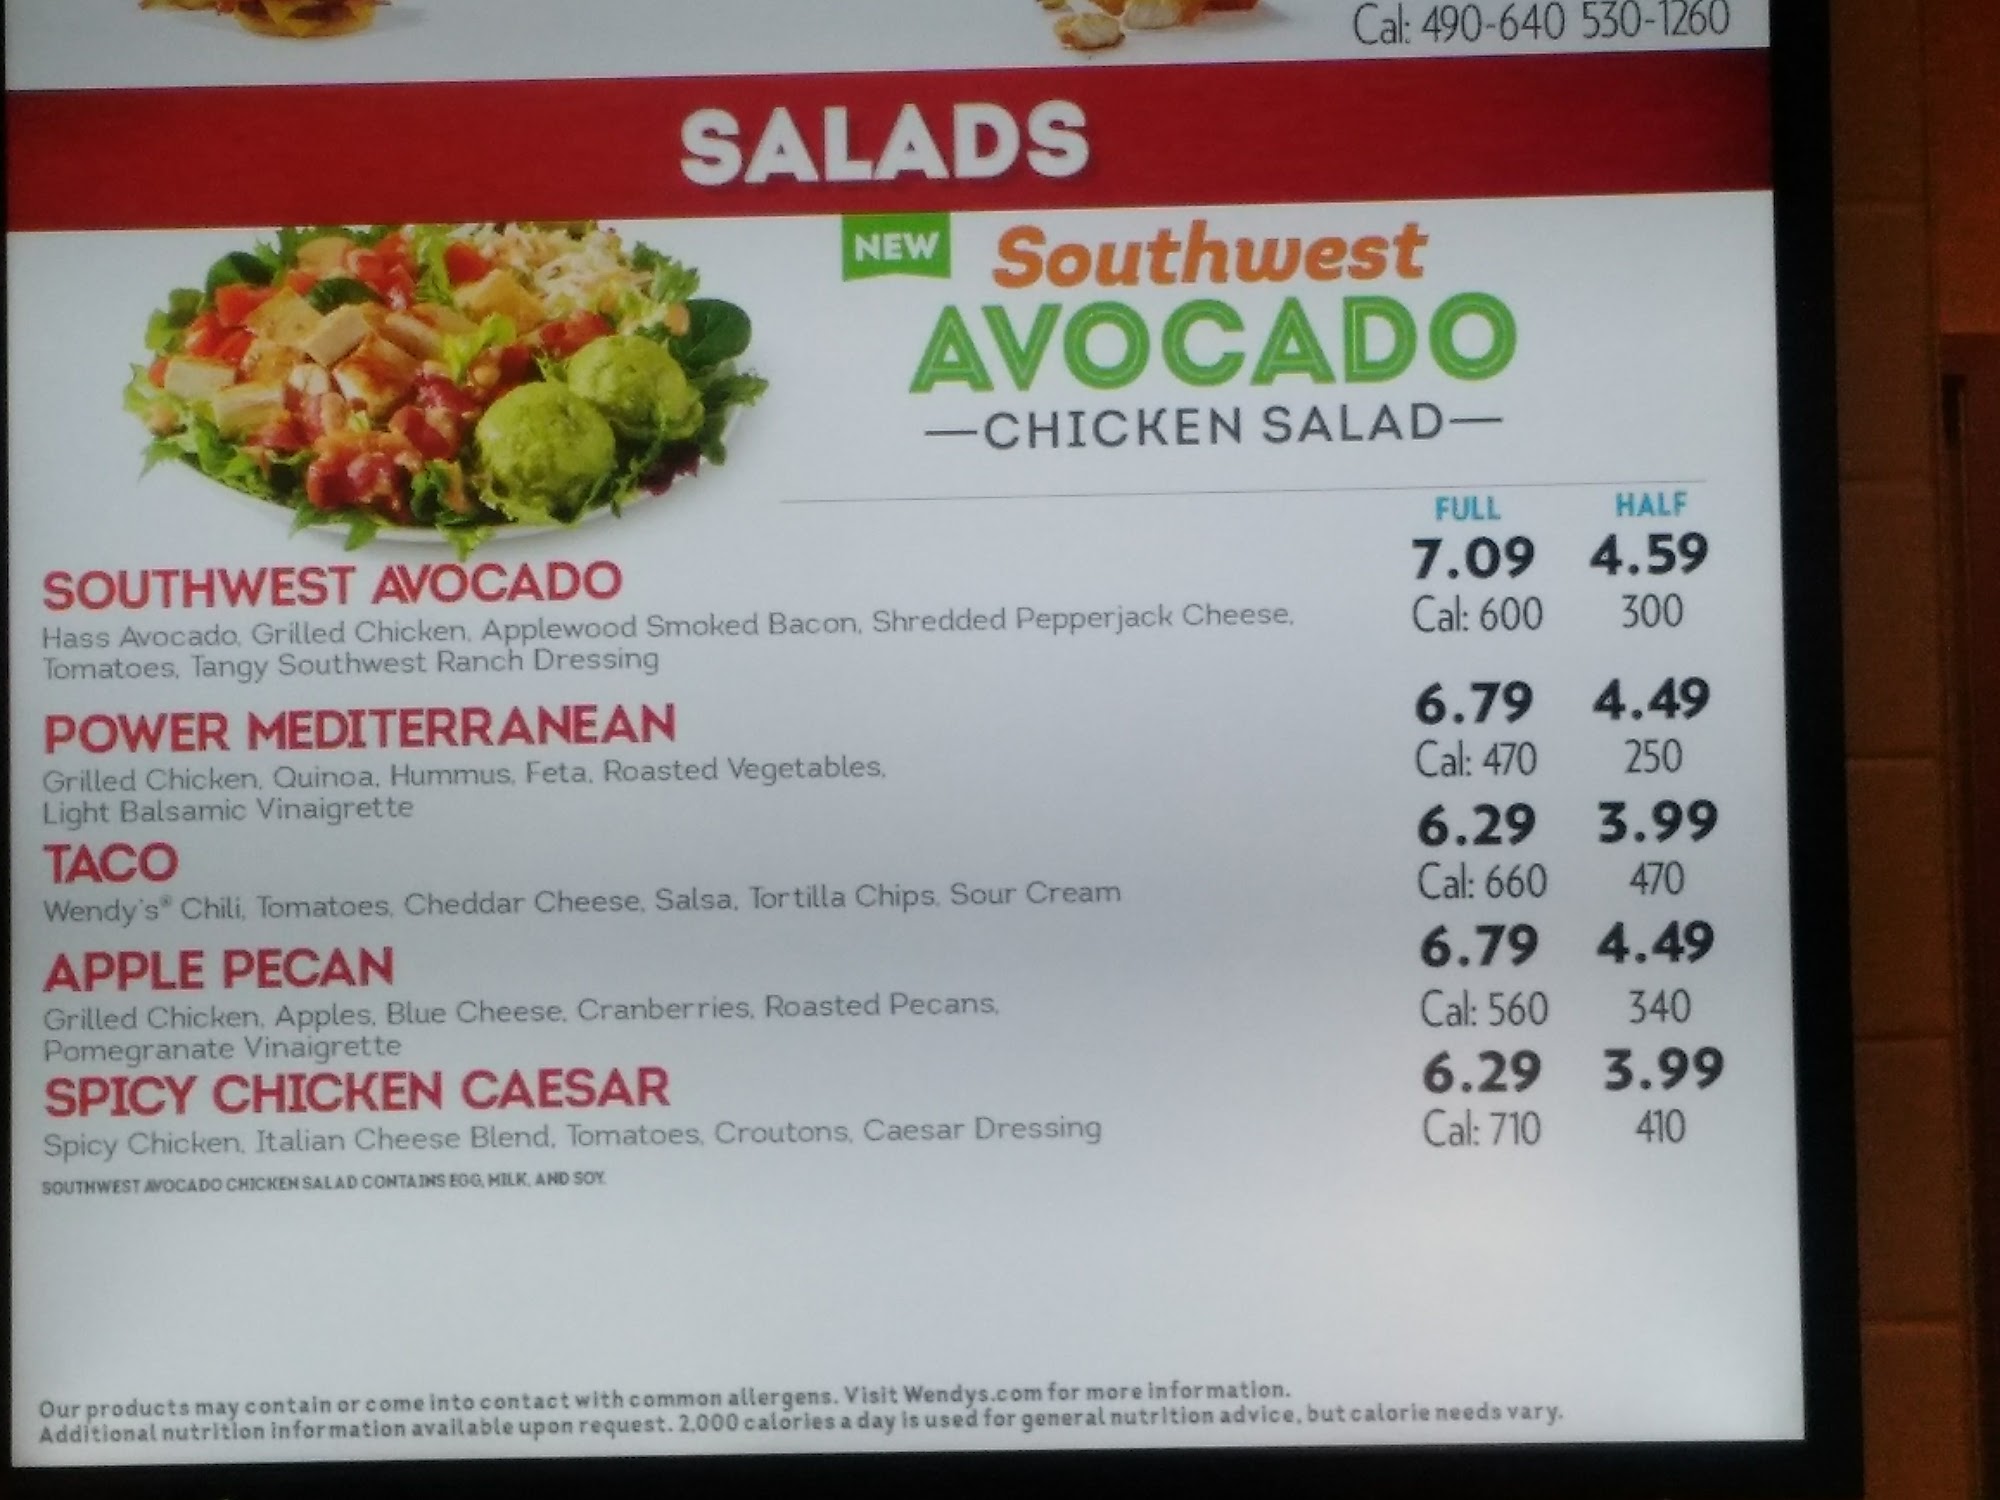 Cal: 490-640 530-1260
SALADS
NEW Southwest
AVOCADO
—CHICKEN SALAD—
FULL HALF
SOUTHWEST AVOCADO 7.09 4.59
Hass Avocado, Grilled Chicken, Applewood Smoked Bacon, Shredded Pepperjack Cheese, Cal: 600 300
Tomatoes, Tangy Southwest Ranch Dressing
POWER MEDITERRANEAN 6.79 4.49
Grilled Chicken, Quinoa, Hummus, Feta, Roasted Vegetables, Cal: 470 250
Light Balsamic Vinaigrette
TACO 6.29 3.99
Wendy's® Chili, Tomatoes, Cheddar Cheese, Salsa, Tortilla Chips, Sour Cream Cal: 660 470
APPLE PECAN 6.79 4.49
Grilled Chicken, Apples, Blue Cheese, Cranberries, Roasted Pecans, Cal: 560 340
Pomegranate Vinaigrette
SPICY CHICKEN CAESAR 6.29 3.99
Spicy Chicken, Italian Cheese Blend, Tomatoes, Croutons, Caesar Dressing Cal: 710 410
SOUTHWEST AVOCADO CHICKEN SALAD CONTAINS EGG, MILK, AND SOY.
Our products may contain or come into contact with common allergens. Visit Wendys.com for more information.
Additional nutrition information available upon request. 2,000 calories a day is used for general nutrition advice, but calorie needs vary.